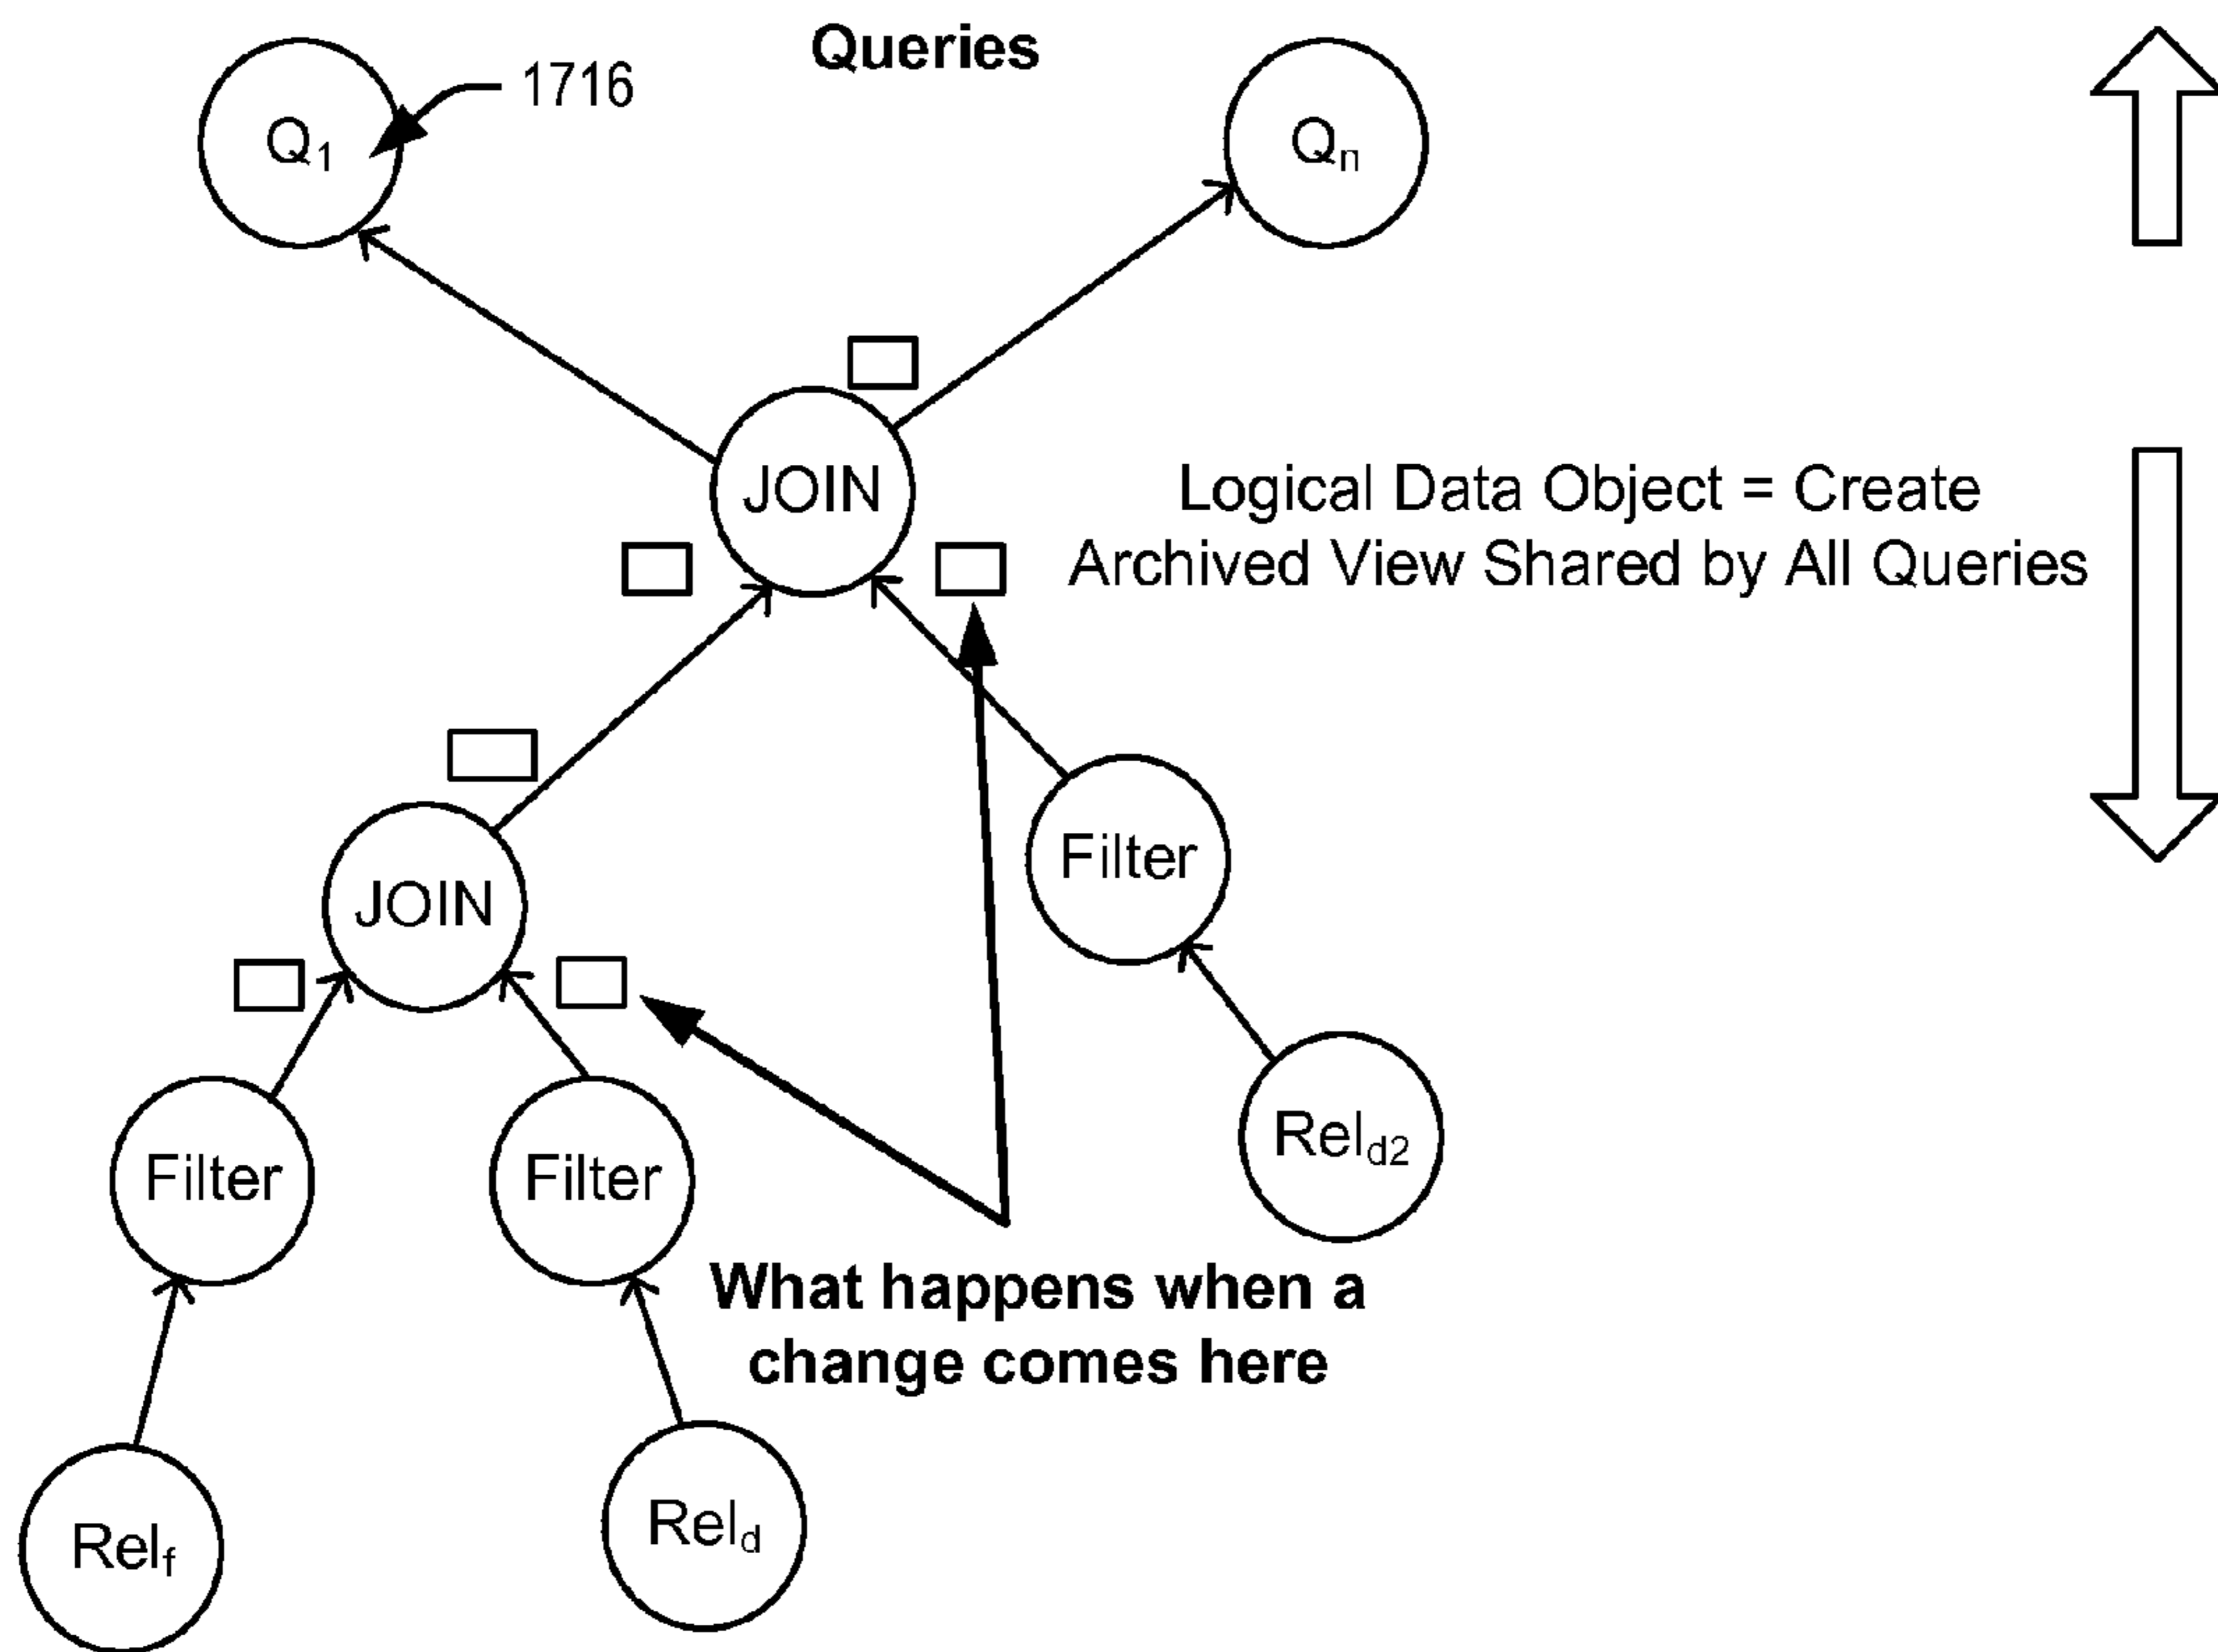 Queries
1716
Q1
Qn
JOIN
Logical Data Object = Create
Archived View Shared by All Queries
JOIN
Filter
Reld2
Filter
Filter
What happens when a
change comes here
Relf
Reld